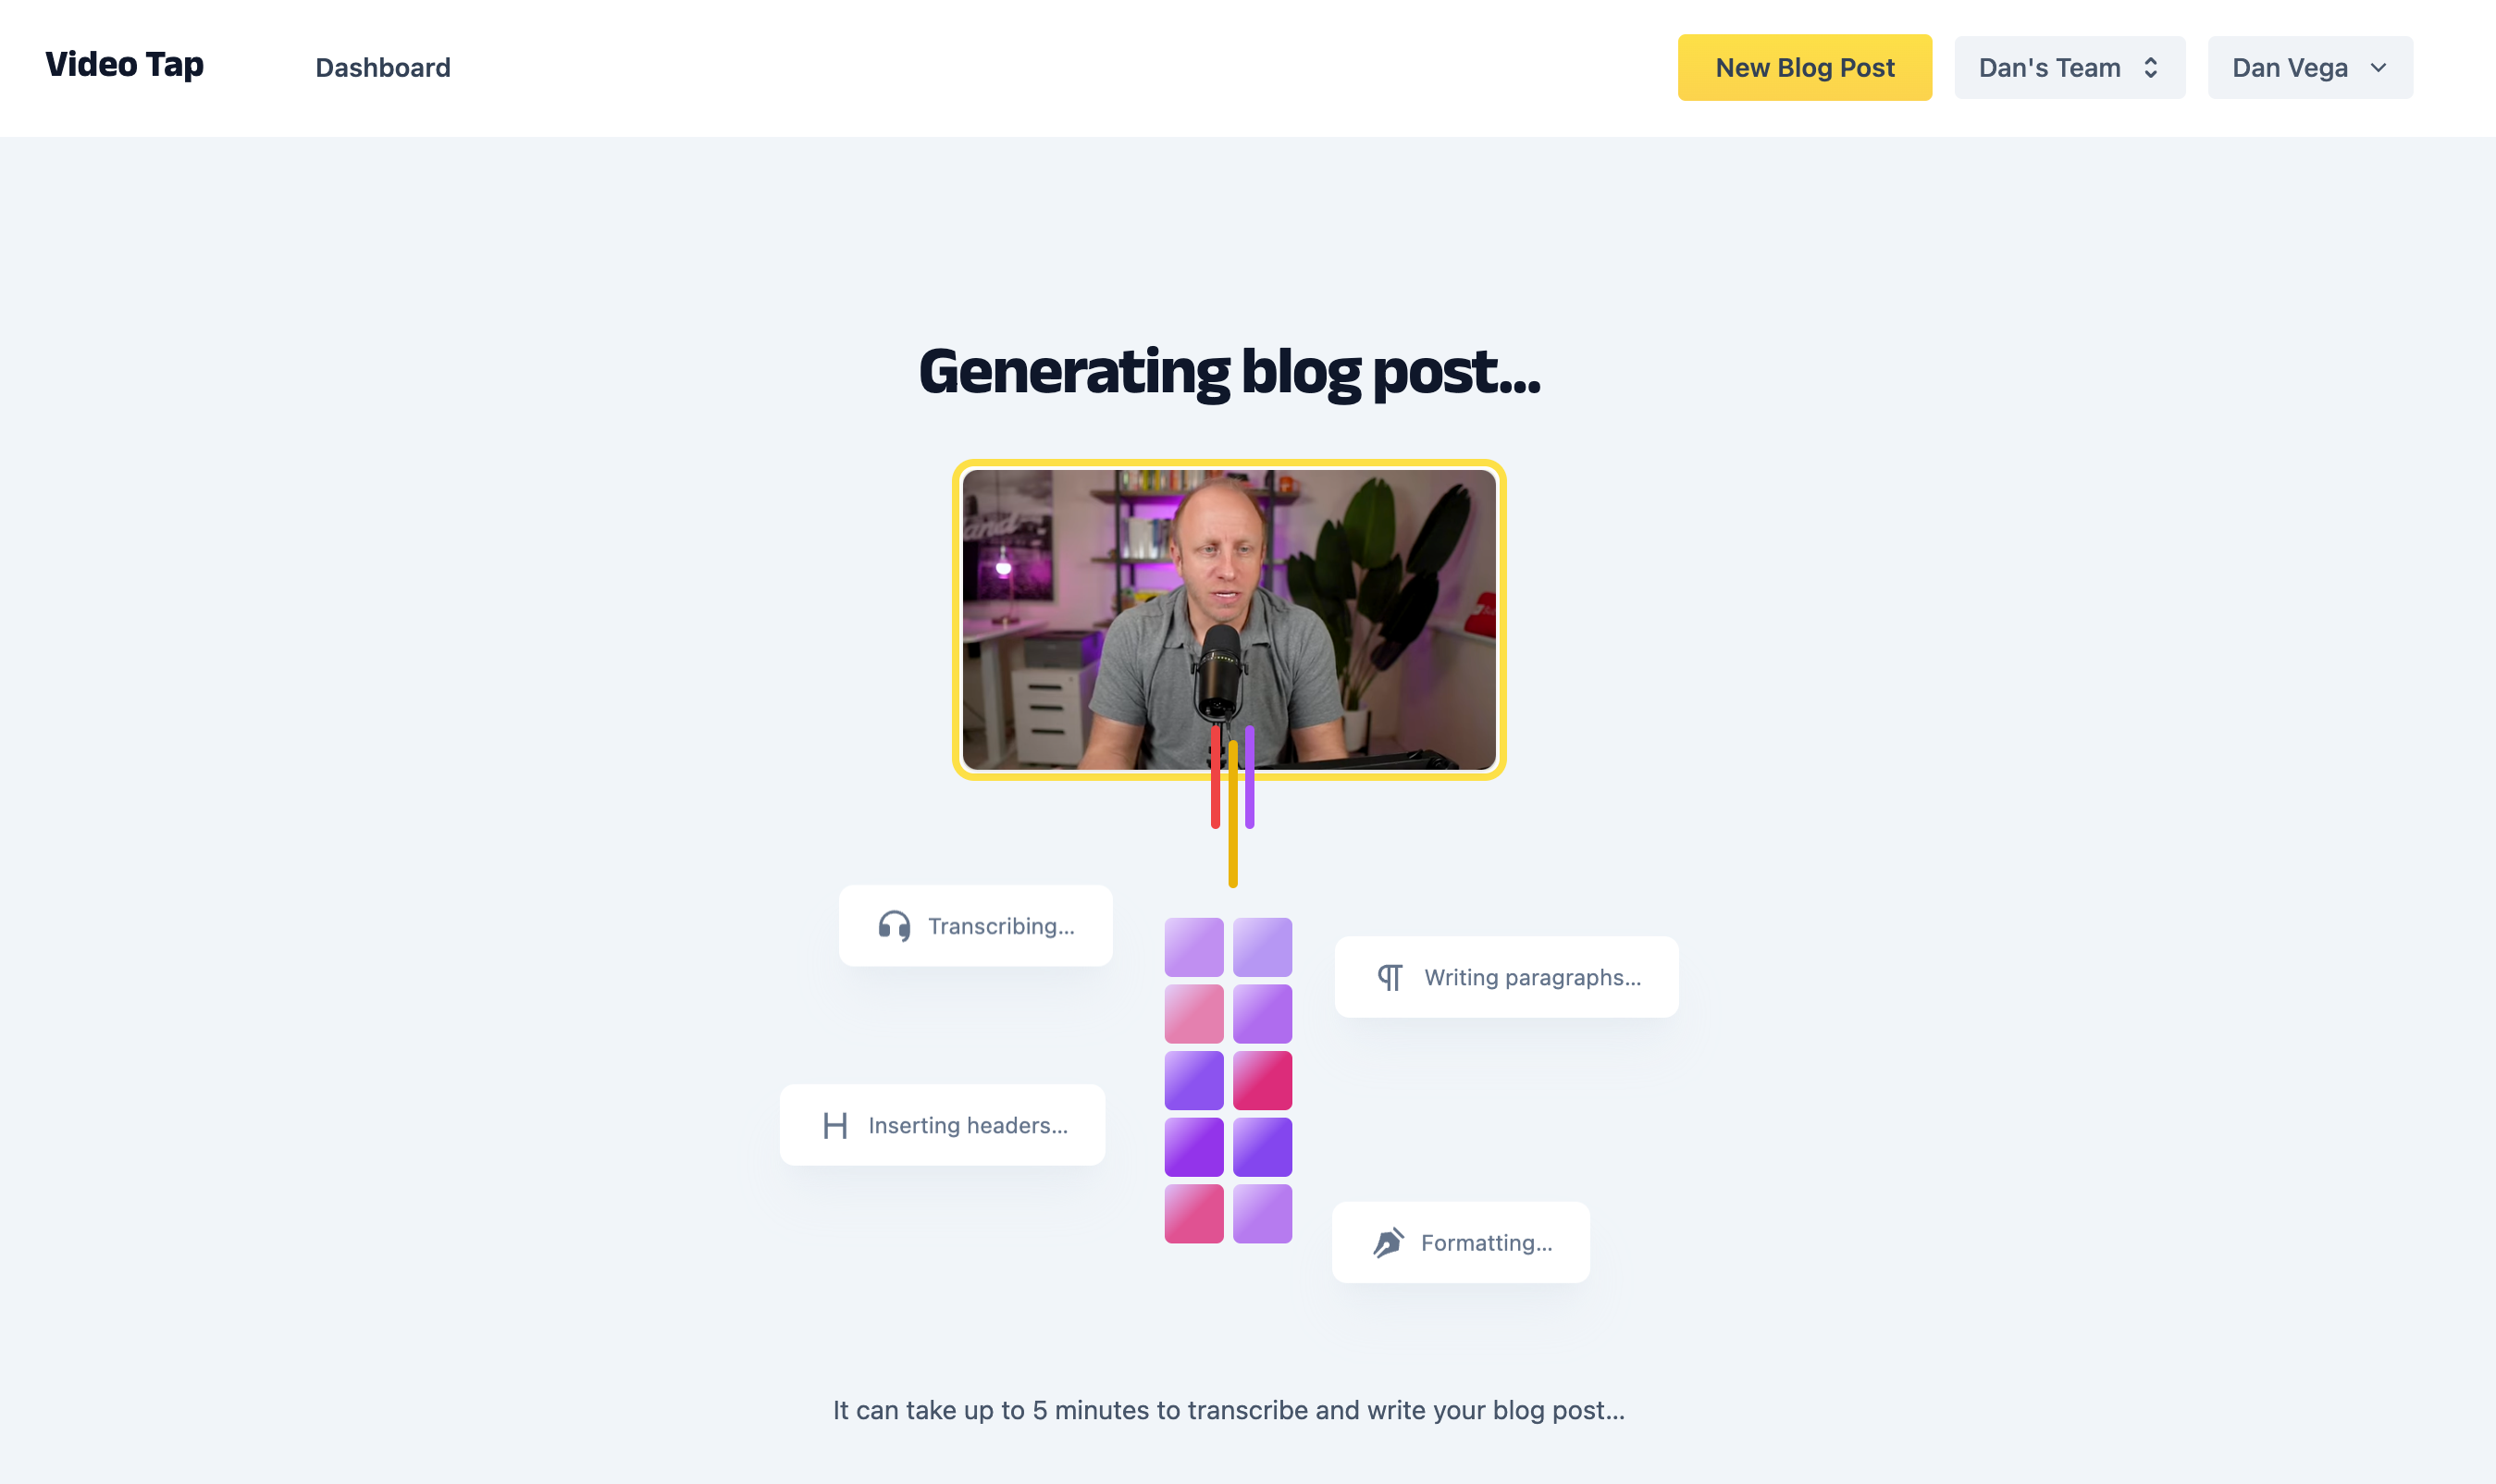 Video Tap
Dashboard
New Blog Post
Dan's Team
Dan Vega
Generating blog post...
Transcribing...
Writing paragraphs...
Inserting headers...
Formatting...
It can take up to 5 minutes to transcribe and write your blog post...